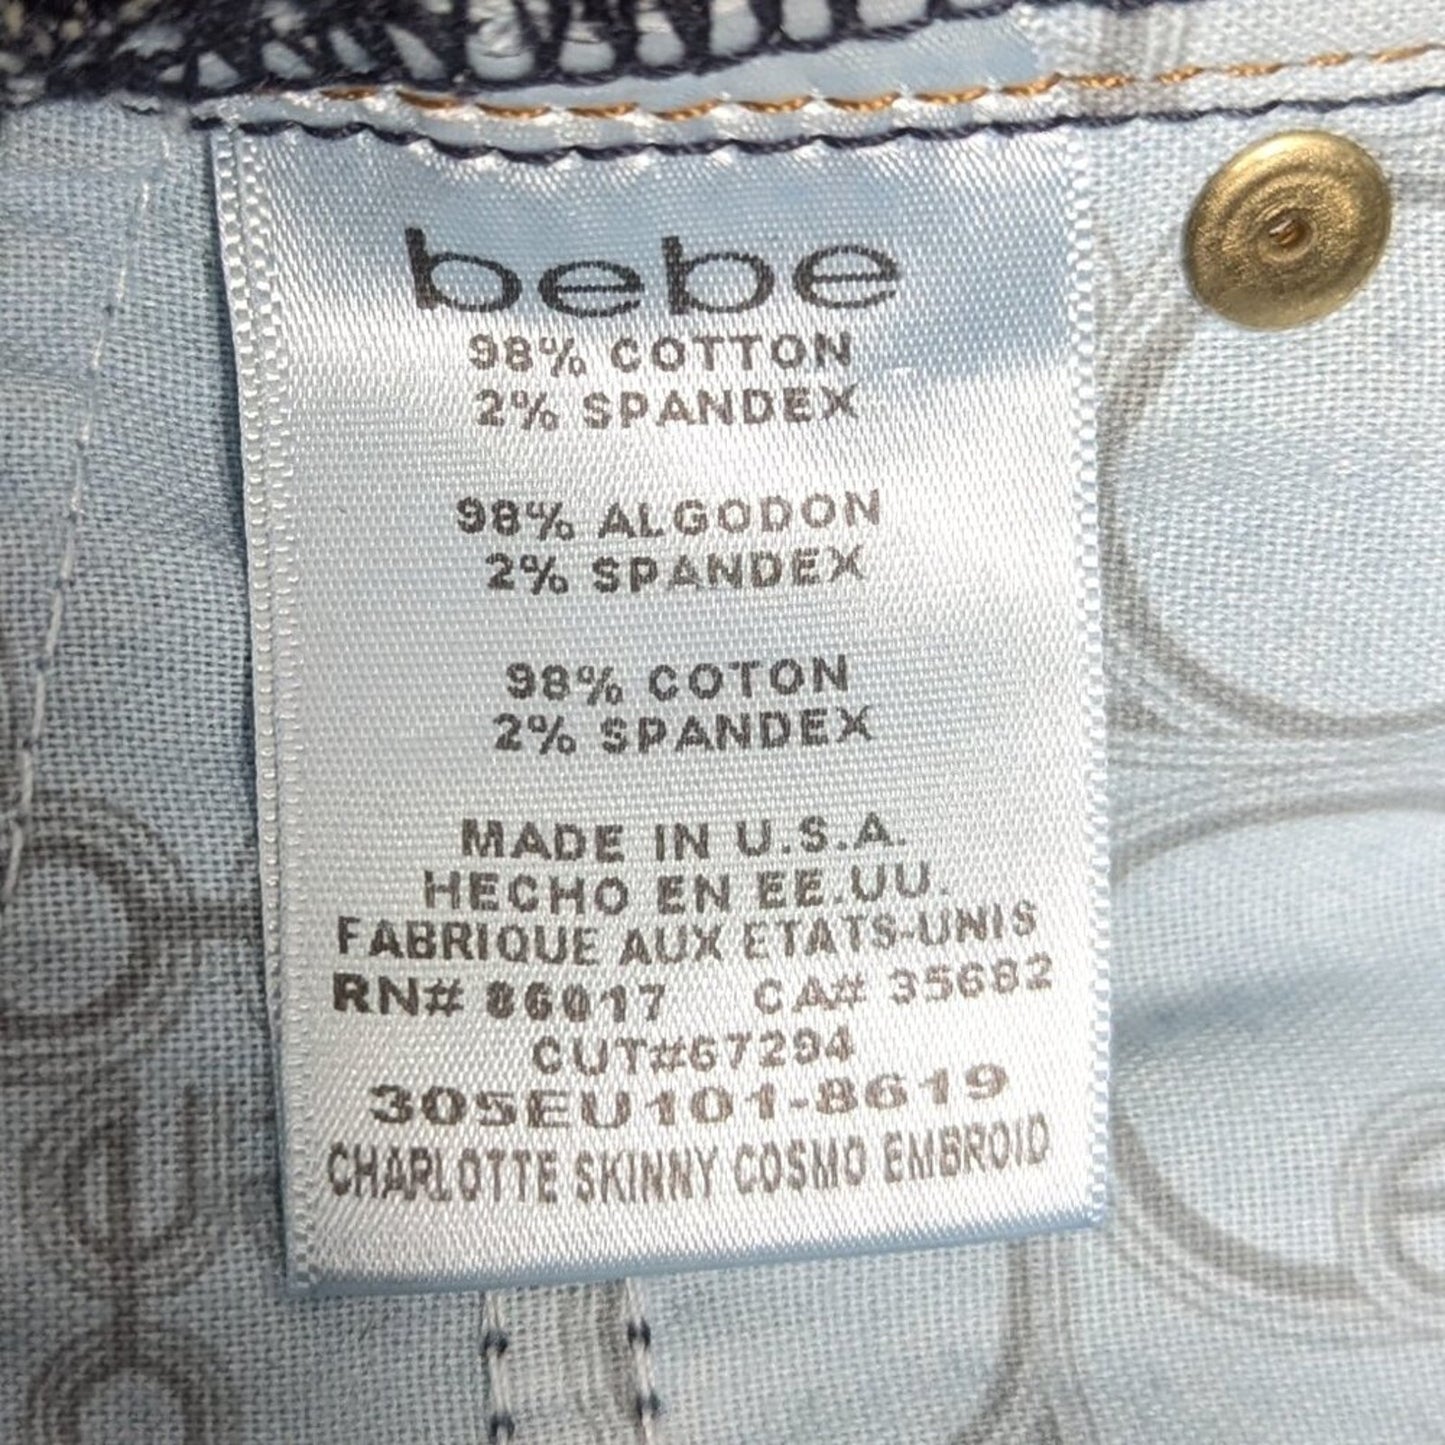 bebe
98% COTTON
2% SPANDEX
98% ALGODON
2% SPANDEX
98% COTON
2% SPANDEX
MADE IN U.S.A.
HECHO EN EE.UU.
FABRIQUE AUX ETATS-UNIS
RN# 86017 CA# 35682
CUT#67294
305EU101-8619
CHARLOTTE SKINNY COSMO EMBROID